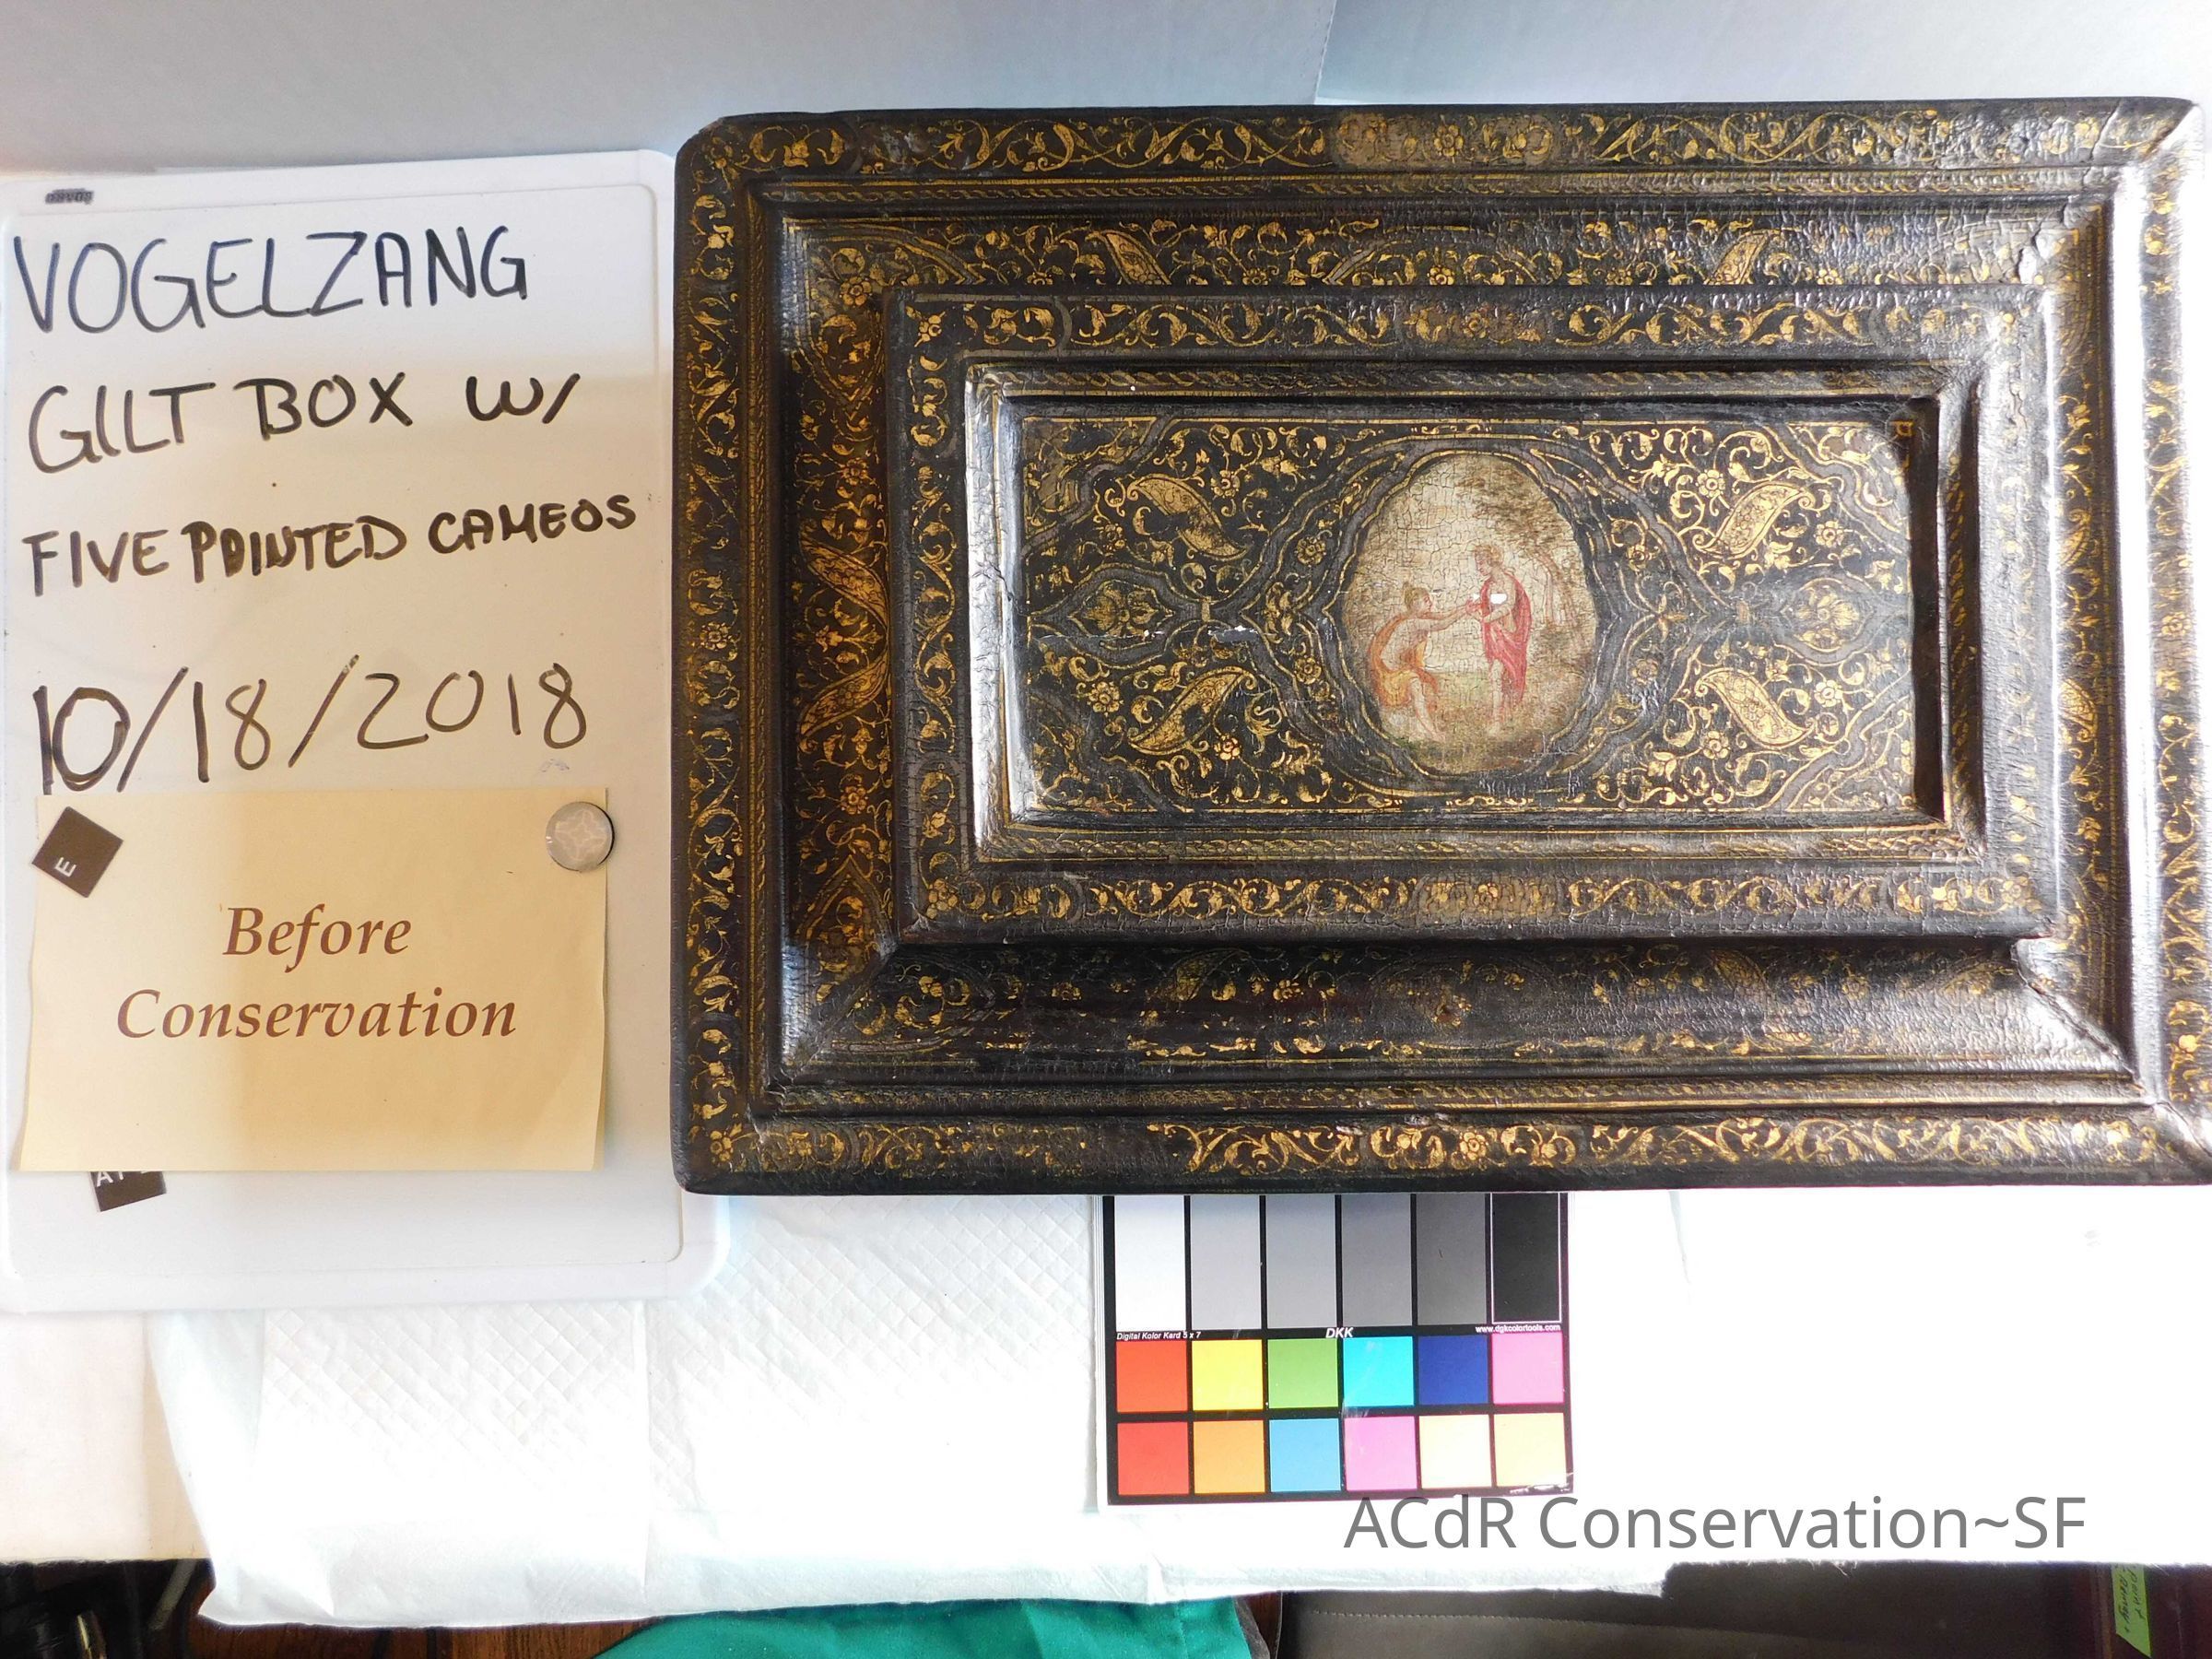 VOGELZANG
GILT BOX W/
FIVE PAINTED CAMEOS
10/18/2018
E
Before
Conservation
Digital Kolor Kard 5 x 7 DKK www.dgkcolortools.com
ACdR Conservation~SF